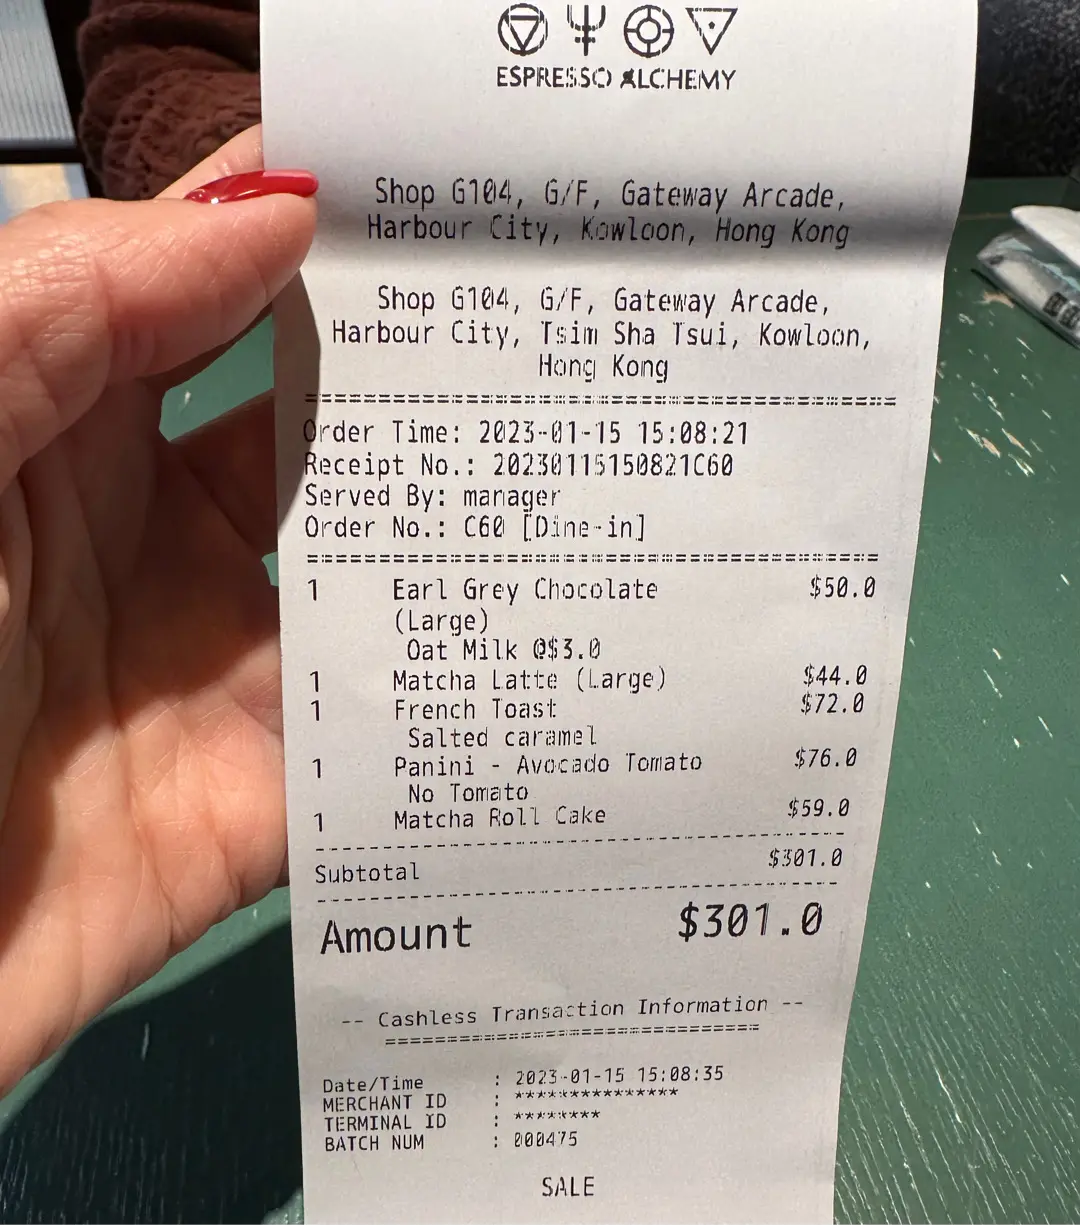 ESPRESSO ALCHEMY
Shop G104, G/F, Gateway Arcade,
Harbour City, Kowloon, Hong Kong
Shop G104, G/F, Gateway Arcade,
Harbour City, Tsim Sha Tsui, Kowloon,
Hong Kong
Order Time: 2023-01-15 15:08:21
Receipt No.: 20230115150821C60
Served By: manager
Order No.: C60 [Dine-in]
1 Earl Grey Chocolate $50.0
(Large)
Oat Milk @$3.0
1 Matcha Latte (Large) $44.0
1 French Toast $72.0
Salted caramel
1 Panini - Avocado Tomato $76.0
No Tomato
1 Matcha Roll Cake $59.0
Subtotal $301.0
Amount $301.0
-- Cashless Transaction Information --
Date/Time : 2023-01-15 15:08:35
MERCHANT ID : ***************
TERMINAL ID : ********
BATCH NUM : 000475
SALE